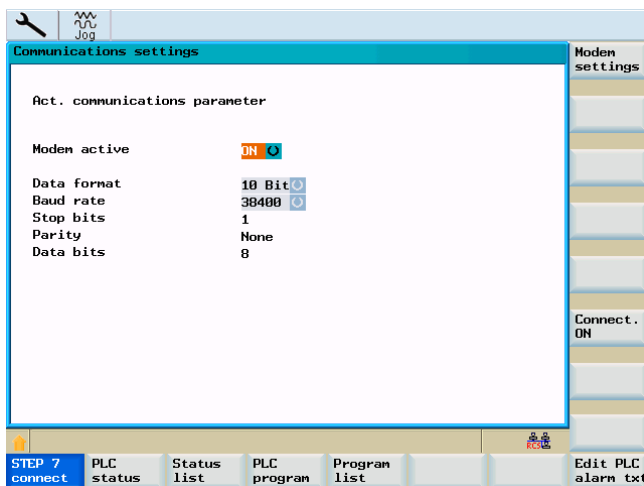 Jog
Communications settings
Modem
settings
Act. communications parameter
Modem active ON
Data format 10 Bit
Baud rate 38400
Stop bits 1
Parity None
Data bits 8
Connect.
ON
RCS
STEP 7 connect
PLC status
Status list
PLC program
Program list
Edit PLC alarm txt